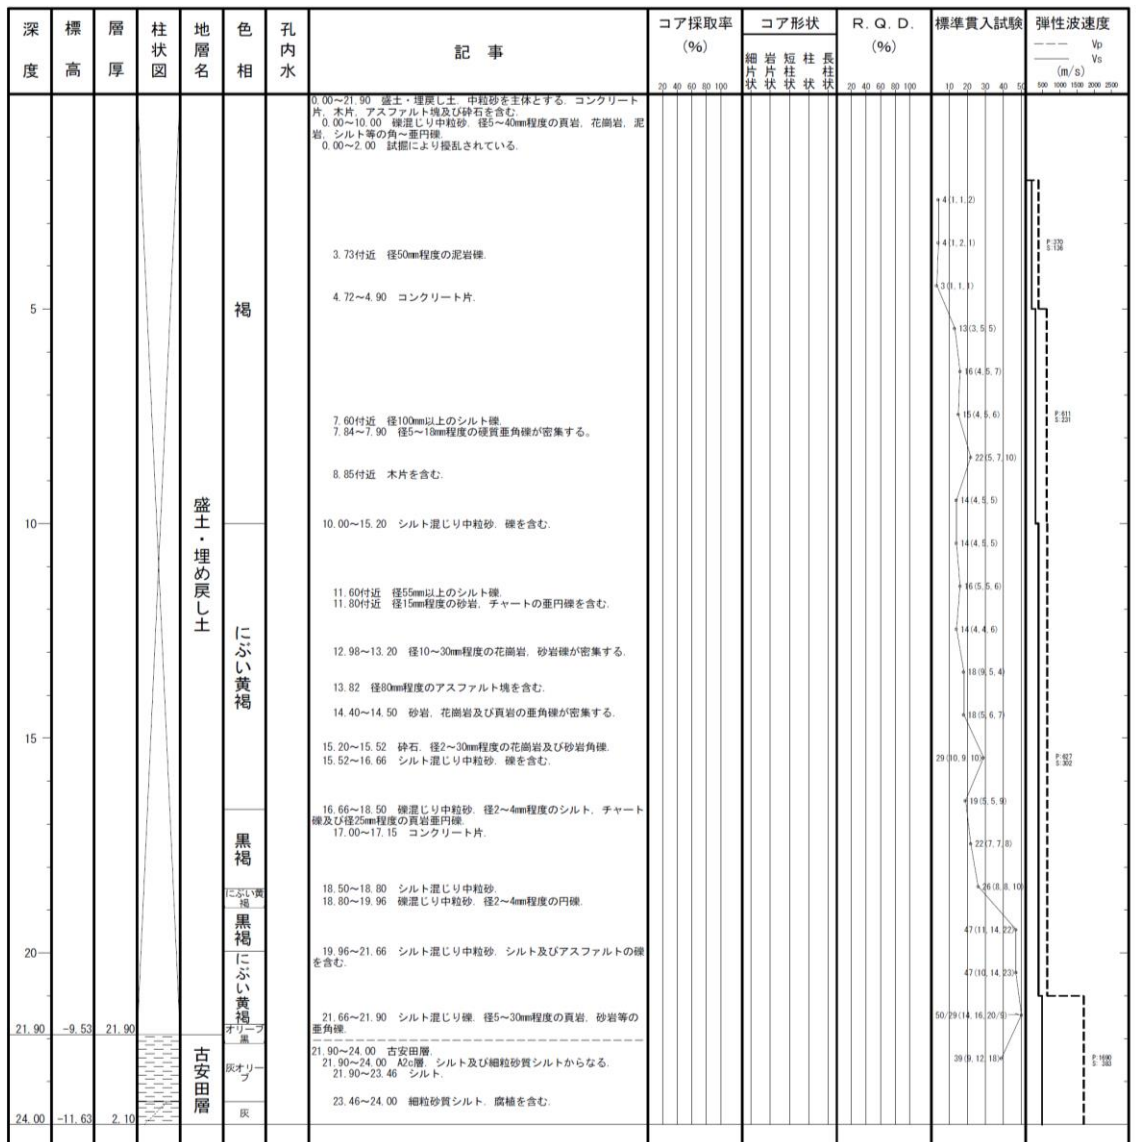 深度
標高
層厚
柱状図
地層名
色相
孔内水
記事
コア採取率
(%)
20 40 60 80 100
コア形状
細片状
岩片状
短柱状
柱状
長柱状
R. Q. D.
(%)
20 40 60 80 100
標準貫入試験
10 20 30 40 50
弾性波速度
Vp
Vs
(m/s)
500 1000 1500 2000 2500
0.00～21.90 盛土・埋戻し土. 中粒砂を主体とする. コンクリート
片, 木片, アスファルト塊及び砕石を含む.
0.00～10.00 礫混じり中粒砂. 径5～40mm程度の頁岩, 花崗岩, 泥
岩, シルト等の角～亜円礫.
0.00～2.00 試掘により擾乱されている.
3.73付近 径50mm程度の泥岩礫.
4.72～4.90 コンクリート片.
7.60付近 径100mm以上のシルト礫.
7.84～7.90 径5～18mm程度の硬質亜角礫が密集する。
8.85付近 木片を含む.
10.00～15.20 シルト混じり中粒砂. 礫を含む.
11.60付近 径55mm以上のシルト礫.
11.80付近 径15mm程度の砂岩, チャートの亜円礫を含む.
12.98～13.20 径10～30mm程度の花崗岩, 砂岩礫が密集する.
13.82 径80mm程度のアスファルト塊を含む.
14.40～14.50 砂岩, 花崗岩及び頁岩の亜角礫が密集する.
15.20～15.52 砕石. 径2～30mm程度の花崗岩及び砂岩角礫.
15.52～16.66 シルト混じり中粒砂. 礫を含む.
16.66～18.50 礫混じり中粒砂. 径2～4mm程度のシルト, チャート
礫及び径25mm程度の頁岩亜円礫.
17.00～17.15 コンクリート片.
18.50～18.80 シルト混じり中粒砂.
18.80～19.96 礫混じり中粒砂. 径2～4mm程度の円礫.
19.96～21.66 シルト混じり中粒砂. シルト及びアスファルトの礫
を含む.
21.66～21.90 シルト混じり礫. 径5～30mm程度の頁岩, 砂岩等の
亜角礫.
21.90～24.00 古安田層.
21.90～24.00 A2c層. シルト及び細粒砂質シルトからなる.
21.90～23.46 シルト.
23.46～24.00 細粒砂質シルト. 腐植を含む.
5
10
15
20
21.90 -9.53 21.90
24.00 -11.63 2.10
盛土・埋め戻し土
古安田層
褐
にぶい黄褐
黒褐
にぶい黄
褐
黒褐
にぶい黄褐
オリーブ
黒
灰オリー
ブ
灰
4(1, 1, 2)
4(1, 2, 1)
3(1, 1, 1)
13(3, 5, 5)
16(4, 5, 7)
15(4, 5, 6)
22(5, 7, 10)
14(4, 5, 5)
14(4, 5, 5)
16(5, 5, 6)
14(4, 4, 6)
18(9, 5, 4)
18(5, 6, 7)
29(10, 9, 10)
19(5, 5, 9)
22(7, 7, 8)
26(8, 8, 10)
47(11, 14, 22)
47(10, 14, 23)
50/29(14, 16, 20/9)
39(9, 12, 18)
P:370
S:136
P:611
S:231
P:627
S:302
P:1690